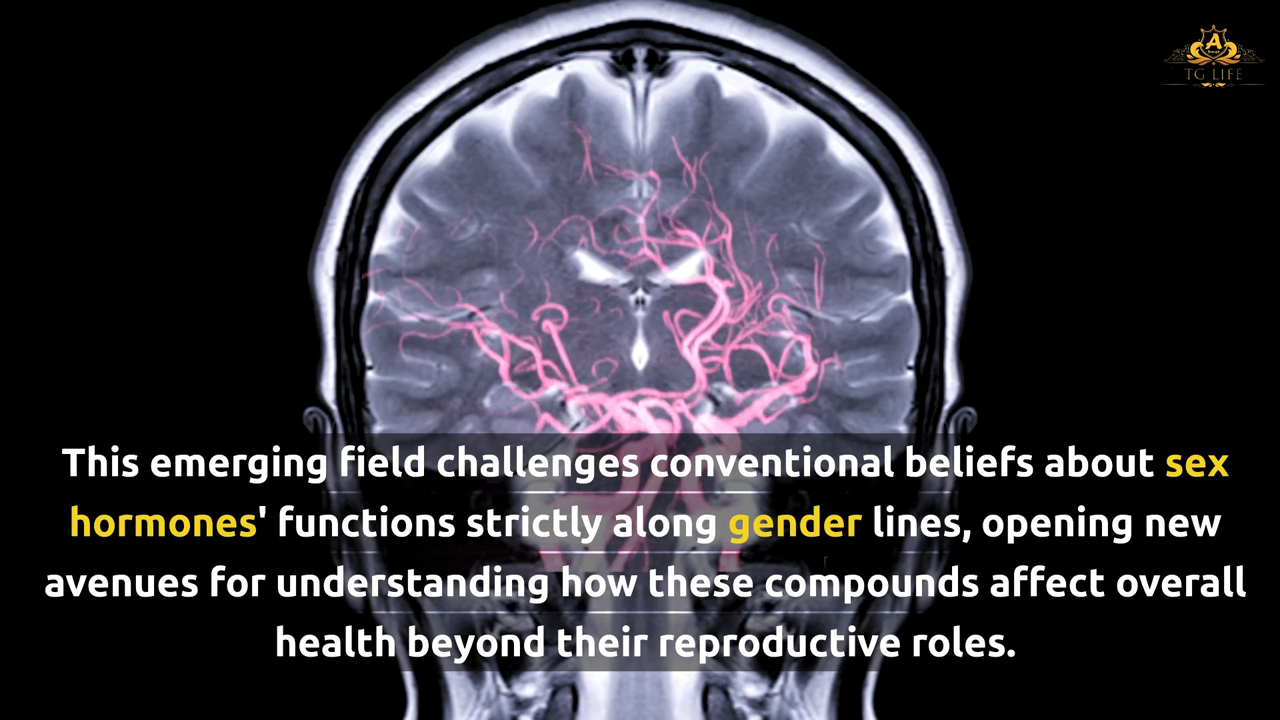 A
TG LIFE
This emerging field challenges conventional beliefs about sex
hormones' functions strictly along gender lines, opening new
avenues for understanding how these compounds affect overall
health beyond their reproductive roles.